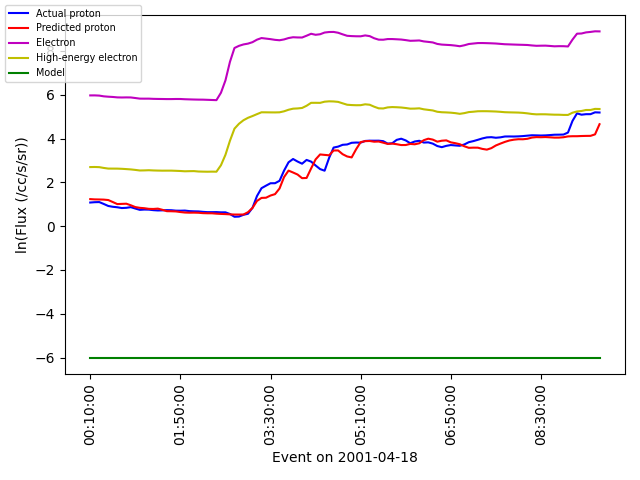 Actual proton
Predicted proton
Electron
High-energy electron
Model
8
6
4
2
0
−2
−4
−6
ln(Flux (/cc/s/sr))
00:10:00
01:50:00
03:30:00
05:10:00
06:50:00
08:30:00
Event on 2001-04-18